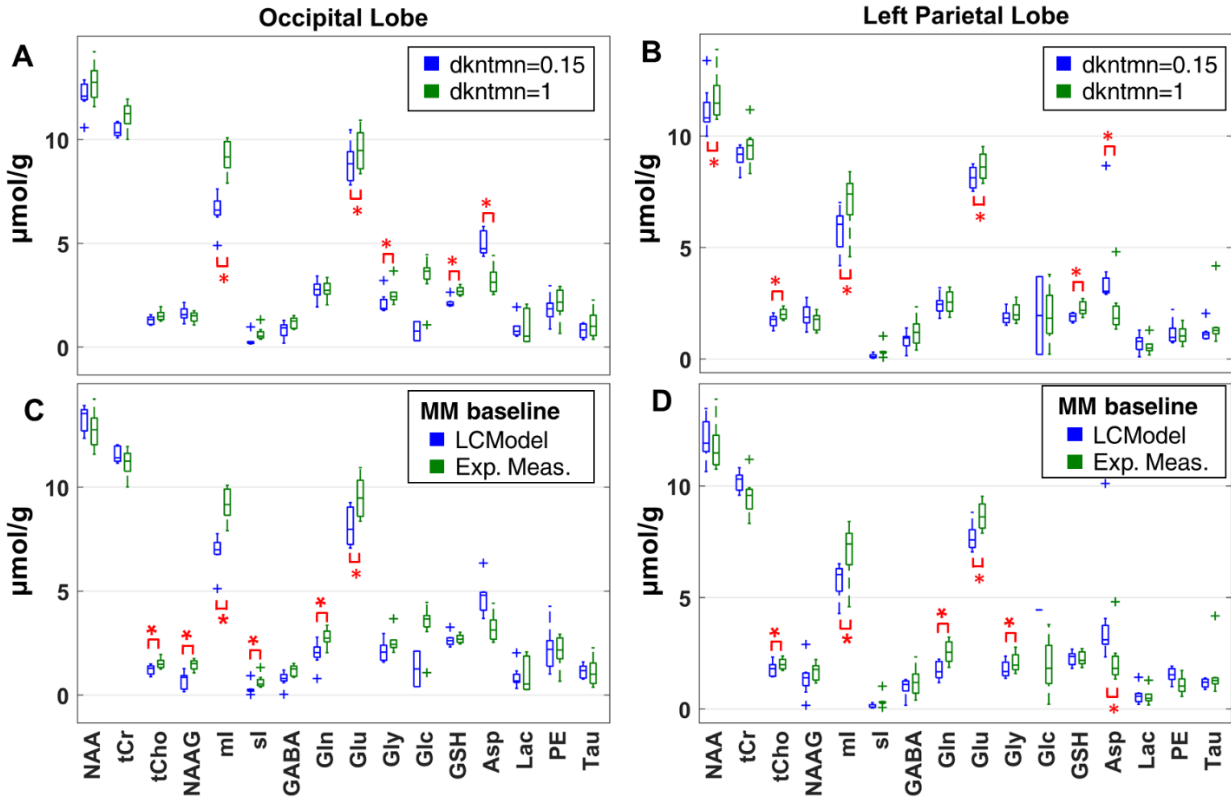 Occipital Lobe
Left Parietal Lobe
A
dkntmn=0.15
dkntmn=1
B
dkntmn=0.15
dkntmn=1
μmol/g
10
5
0
μmol/g
10
5
0
* * * * *
* * * * * *
C
MM baseline
LCModel
Exp. Meas.
D
MM baseline
LCModel
Exp. Meas.
μmol/g
10
5
0
μmol/g
10
5
0
* * * * * *
* * * * * *
NAA
tCr
tCho
NAAG
mI
sI
GABA
Gln
Glu
Gly
Glc
GSH
Asp
Lac
PE
Tau
NAA
tCr
tCho
NAAG
mI
sI
GABA
Gln
Glu
Gly
Glc
GSH
Asp
Lac
PE
Tau